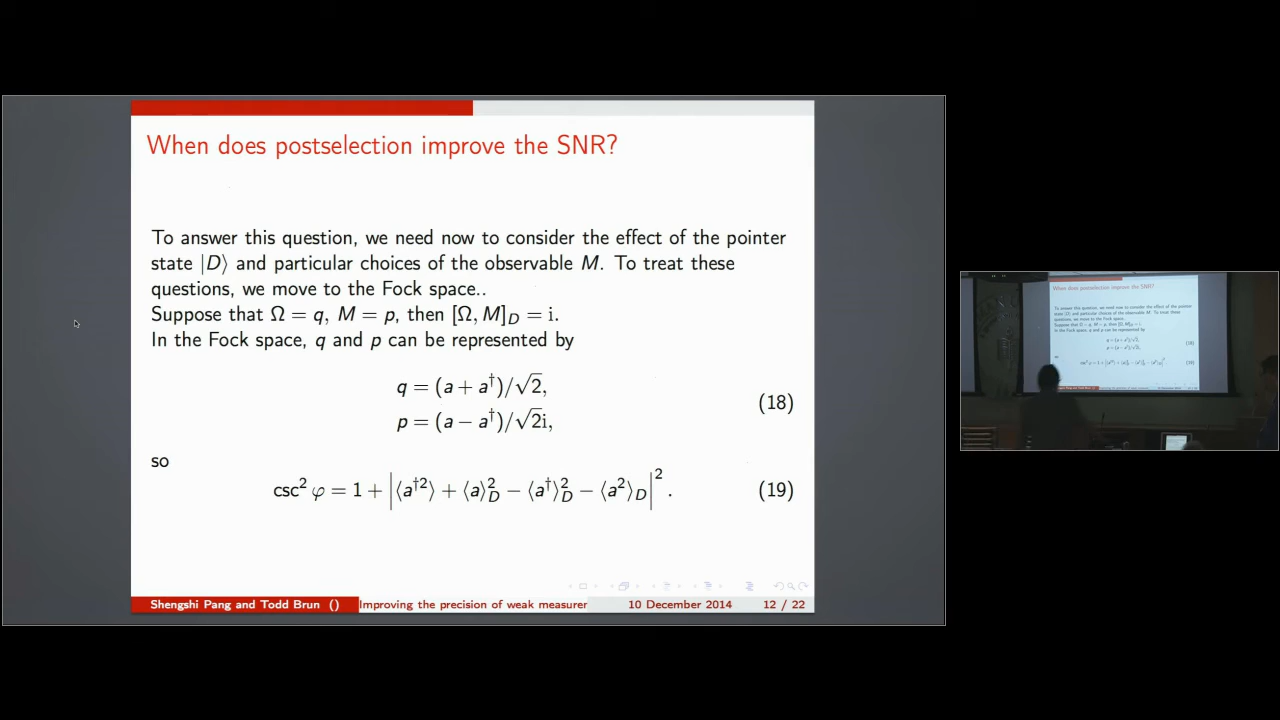 When does postselection improve the SNR?
To answer this question, we need now to consider the effect of the pointer
state |D⟩ and particular choices of the observable M. To treat these
questions, we move to the Fock space..
Suppose that Ω = q, M = p, then [Ω, M]_D = i.
In the Fock space, q and p can be represented by
q = (a + a†)/√2,
p = (a − a†)/√2i,
(18)
so
csc² φ = 1 + |⟨a†²⟩ + ⟨a⟩²_D − ⟨a†⟩²_D − ⟨a²⟩_D|². (19)
Shengshi Pang and Todd Brun () Improving the precision of weak measurer 10 December 2014 12 / 22